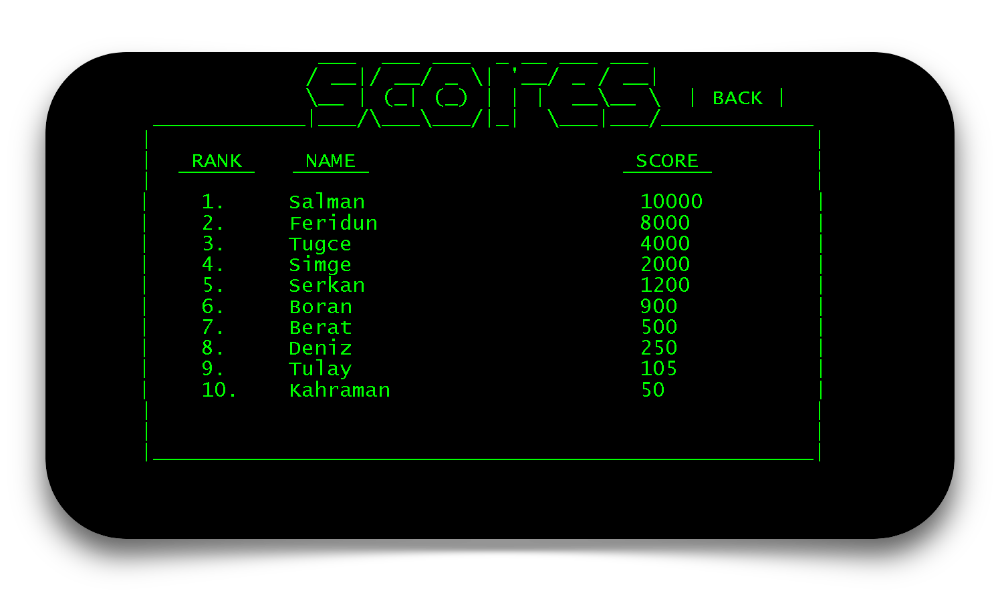 scores
| BACK |
RANK NAME SCORE
1. Salman 10000
2. Feridun 8000
3. Tugce 4000
4. Simge 2000
5. Serkan 1200
6. Boran 900
7. Berat 500
8. Deniz 250
9. Tulay 105
10. Kahraman 50